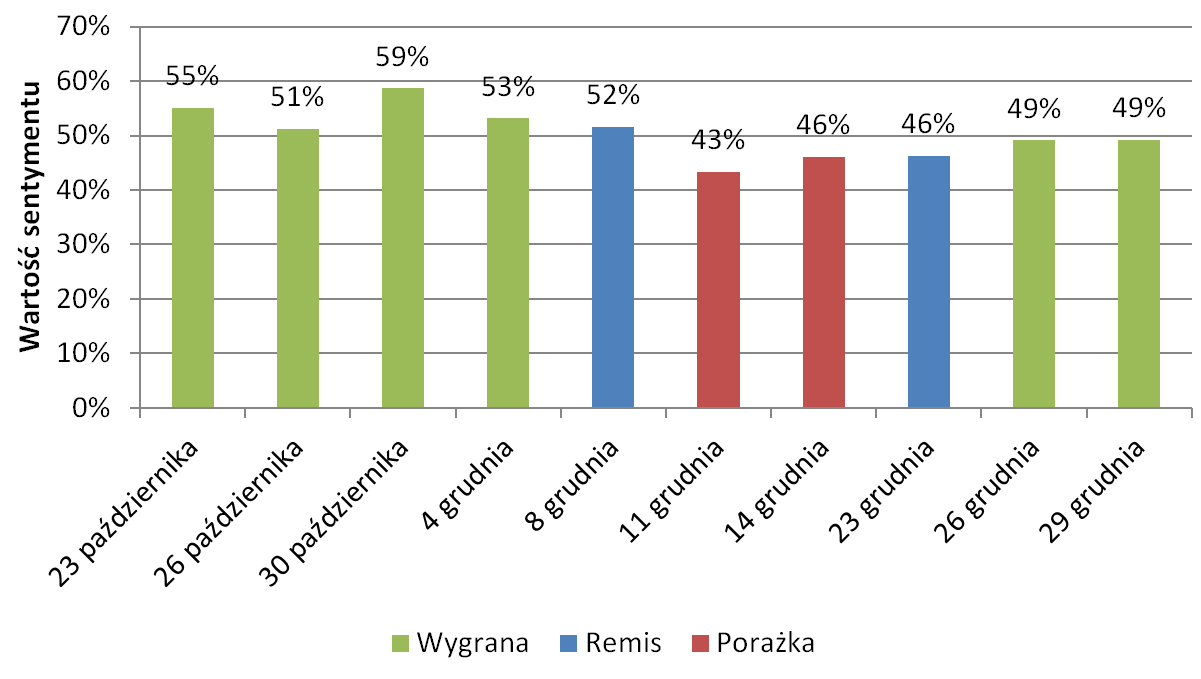 Wartość sentymentu
70%
60%
50%
40%
30%
20%
10%
0%
55%
51%
59%
53%
52%
43%
46%
46%
49%
49%
23 października
26 października
30 października
4 grudnia
8 grudnia
11 grudnia
14 grudnia
23 grudnia
26 grudnia
29 grudnia
Wygrana
Remis
Porażka